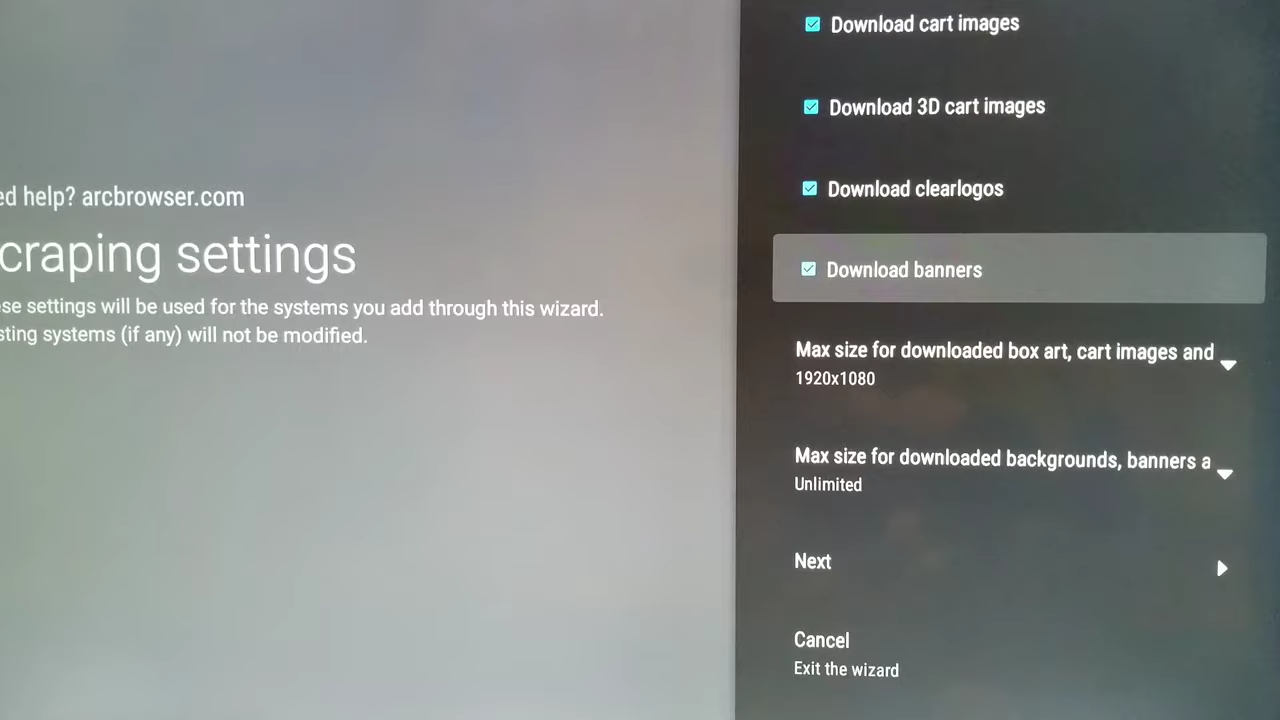 ed help? arcbrowser.com
craping settings
ese settings will be used for the systems you add through this wizard.
sting systems (if any) will not be modified.
Download cart images
Download 3D cart images
Download clearlogos
Download banners
Max size for downloaded box art, cart images and
1920x1080
Max size for downloaded backgrounds, banners a
Unlimited
Next
Cancel
Exit the wizard